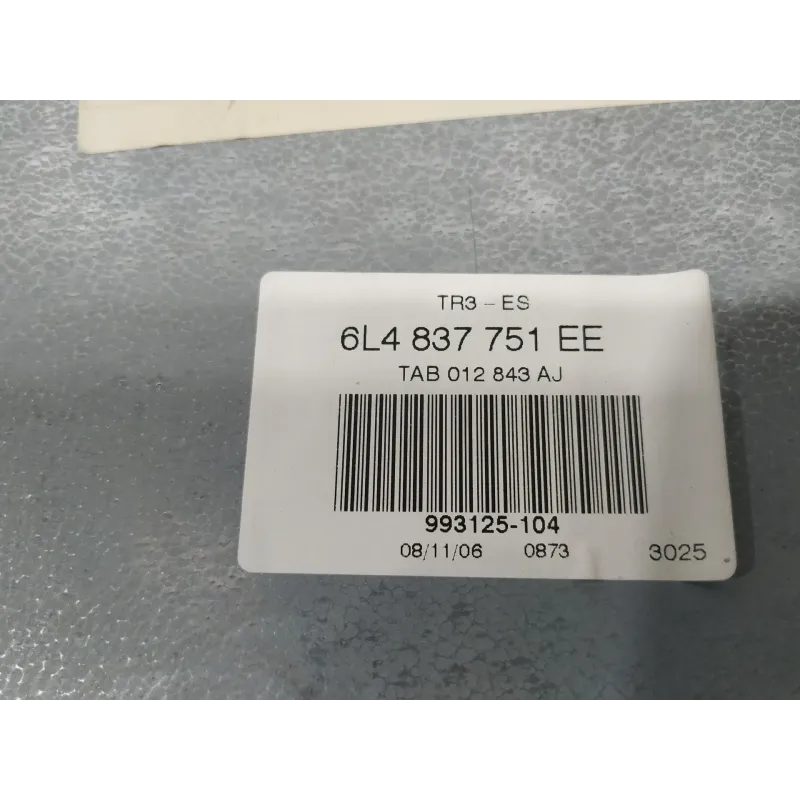 TR3 - ES
6L4 837 751 EE
TAB 012 843 AJ
993125-104
08/11/06 0873 3025